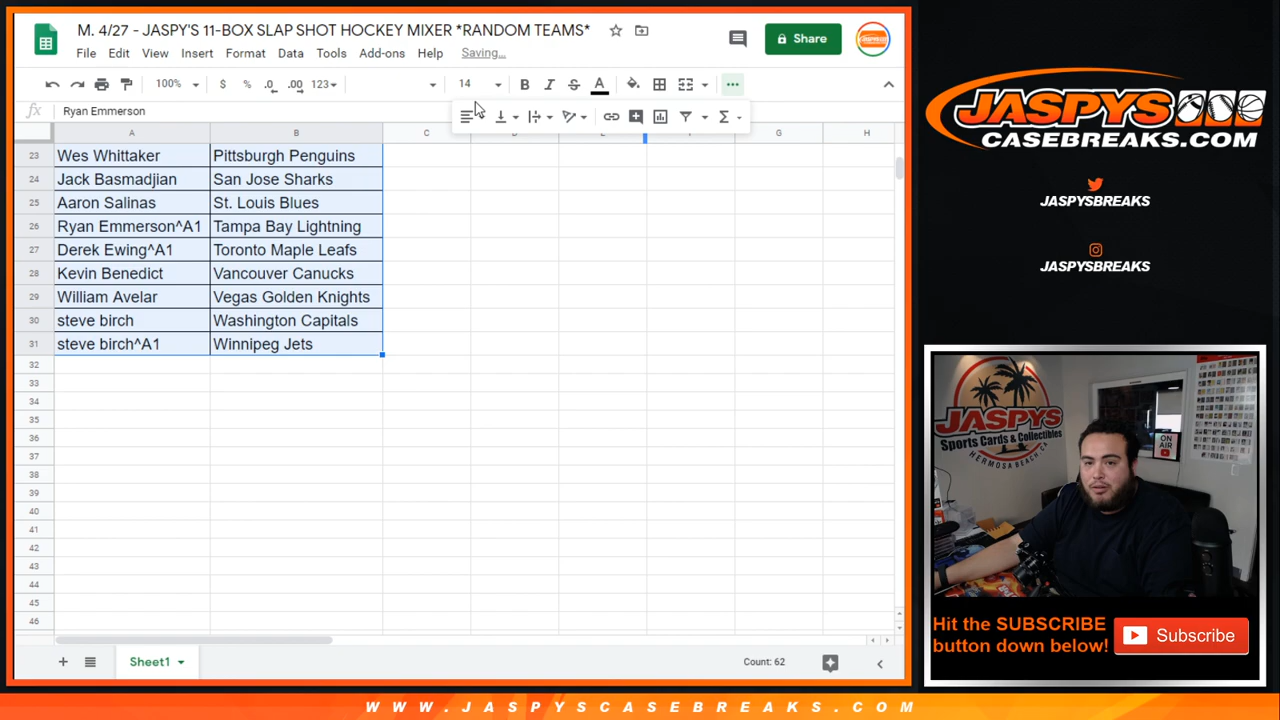 M. 4/27 - JASPY'S 11-BOX SLAP SHOT HOCKEY MIXER *RANDOM TEAMS*
File Edit View Insert Format Data Tools Add-ons Help Saving...
Share
100% $ % .0 .00 123 14 B I S A
fx Ryan Emmerson
A B C G H
23 Wes Whittaker Pittsburgh Penguins
24 Jack Basmadjian San Jose Sharks
25 Aaron Salinas St. Louis Blues
26 Ryan Emmerson^A1 Tampa Bay Lightning
27 Derek Ewing^A1 Toronto Maple Leafs
28 Kevin Benedict Vancouver Canucks
29 William Avelar Vegas Golden Knights
30 steve birch Washington Capitals
31 steve birch^A1 Winnipeg Jets
32
33
34
35
36
37
38
39
40
41
42
43
44
45
46
Sheet1
Count: 62
JASPYS
CASEBREAKS.COM
JASPYSBREAKS
JASPYSBREAKS
JASPYS
Sports Cards & Collectibles
HERMOSA BEACH, CA
ON AIR
Hit the SUBSCRIBE
button down below!
Subscribe
WWW.JASPYSCASEBREAKS.COM